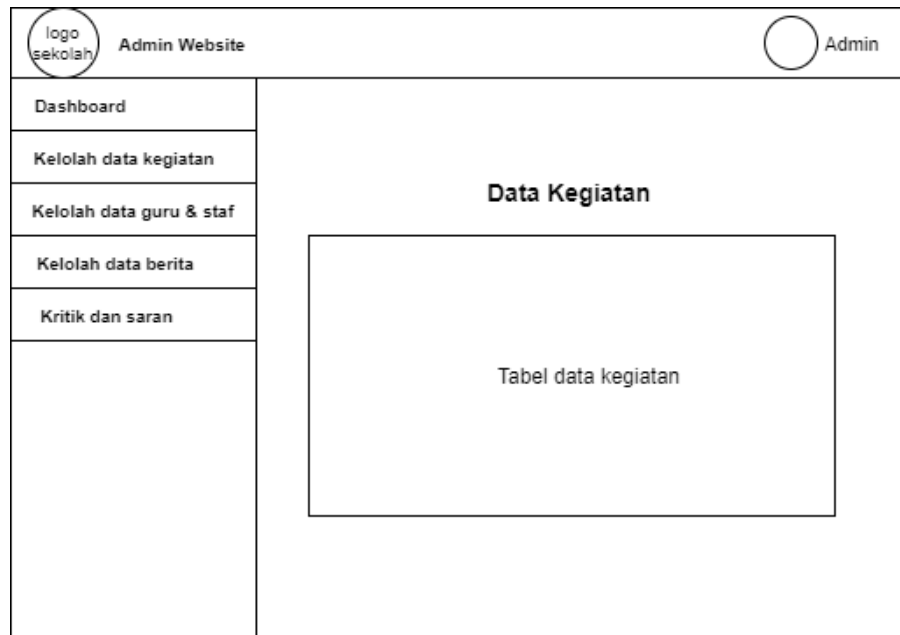 logo
sekolah
Admin Website
Admin
Dashboard
Kelolah data kegiatan
Kelolah data guru & staf
Kelolah data berita
Kritik dan saran
Data Kegiatan
Tabel data kegiatan